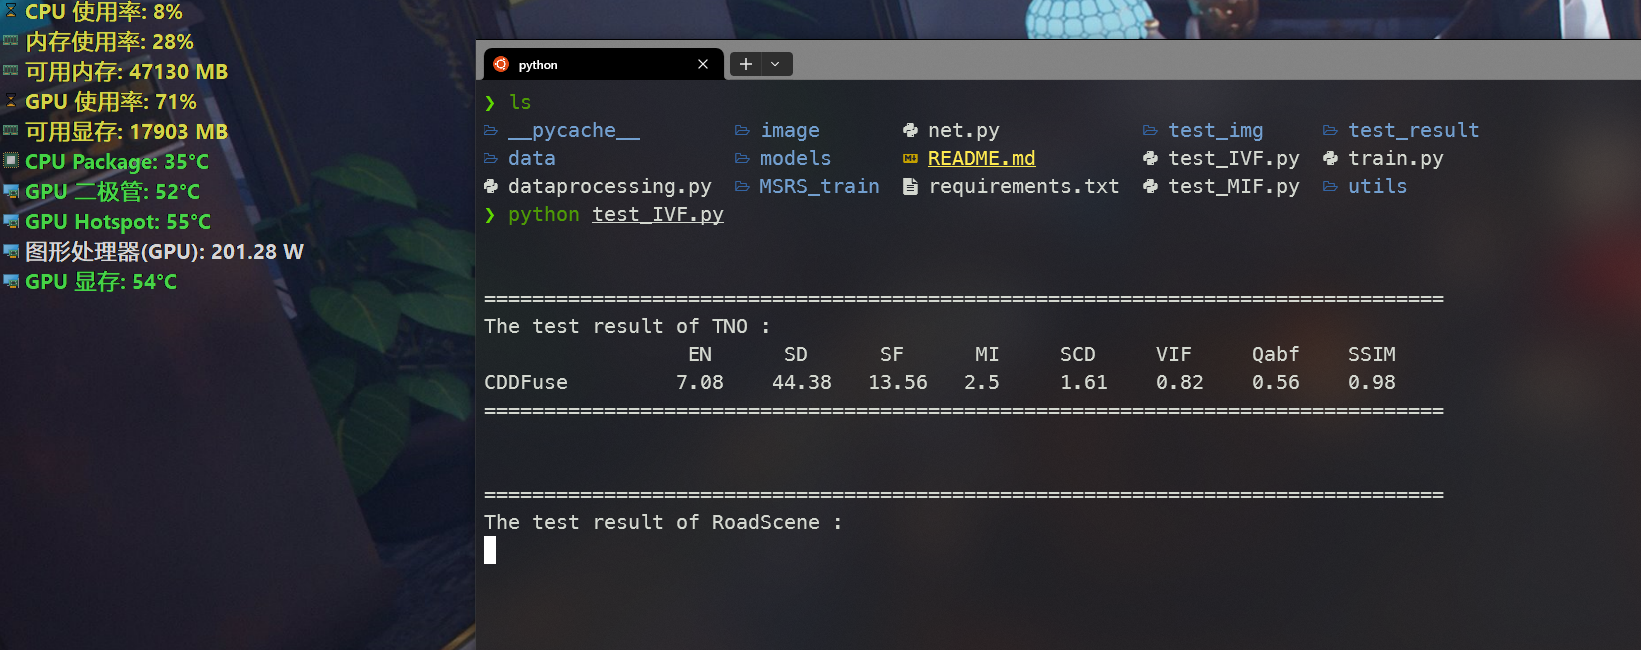 CPU 使用率: 8%
内存使用率: 28%
可用内存: 47130 MB
GPU 使用率: 71%
可用显存: 17903 MB
CPU Package: 35°C
GPU 二极管: 52°C
GPU Hotspot: 55°C
图形处理器(GPU): 201.28 W
GPU 显存: 54°C
python
❯ ls
__pycache__ image net.py test_img test_result
data models README.md test_IVF.py train.py
dataprocessing.py MSRS_train requirements.txt test_MIF.py utils
❯ python test_IVF.py
================================================================================
The test result of TNO :
EN SD SF MI SCD VIF Qabf SSIM
CDDFuse 7.08 44.38 13.56 2.5 1.61 0.82 0.56 0.98
================================================================================
================================================================================
The test result of RoadScene :